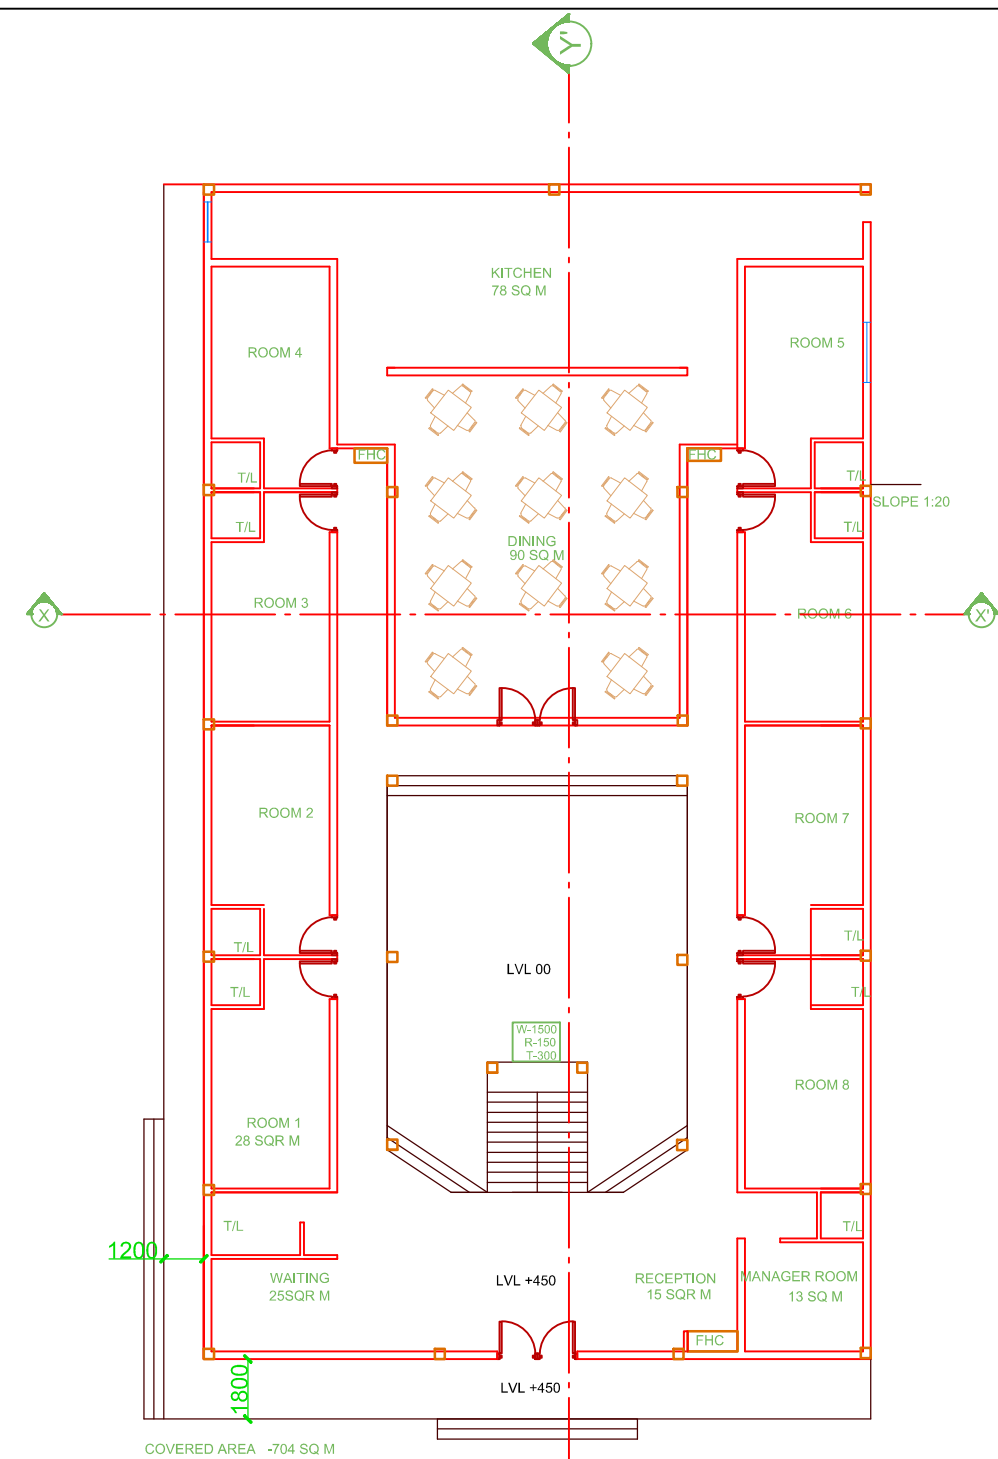 Y'
KITCHEN
78 SQ M
ROOM 4
ROOM 5
FHC
FHC
T/L
T/L
T/L
T/L
SLOPE 1:20
DINING
90 SQ M
ROOM 3
ROOM 6
X
X'
ROOM 2
ROOM 7
T/L
T/L
LVL 00
T/L
T/L
W-1500
R-150
T-300
ROOM 1
28 SQR M
ROOM 8
T/L
T/L
1200
WAITING
25SQR M
LVL +450
RECEPTION
15 SQR M
MANAGER ROOM
13 SQ M
FHC
1800
LVL +450
COVERED AREA -704 SQ M